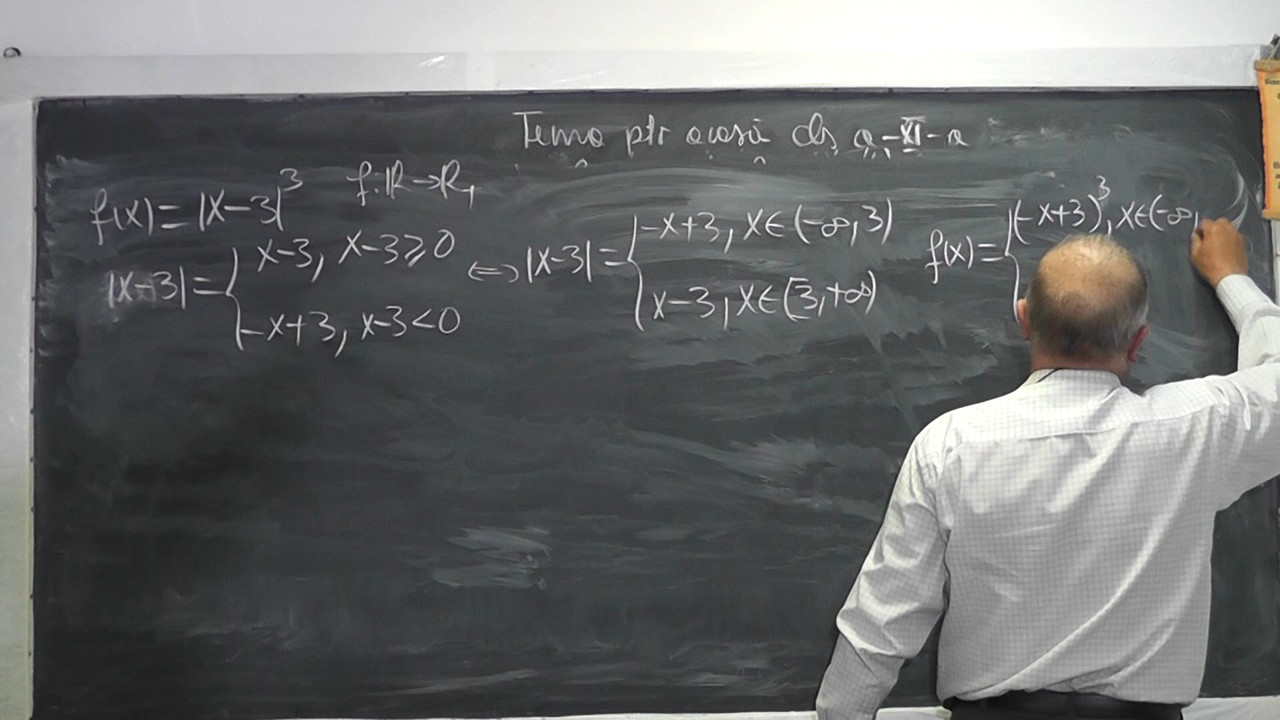 Temă ptr acasă cls a-XI-a
f(x) = |x-3|³ f: ℝ→ℝ,
|x-3| = { x-3, x-3≥0
-x+3, x-3<0
⇔ |x-3| = { -x+3, x∈(-∞, 3)
x-3, x∈[3, +∞)
f(x) = { (-x+3)³, x∈(-∞,